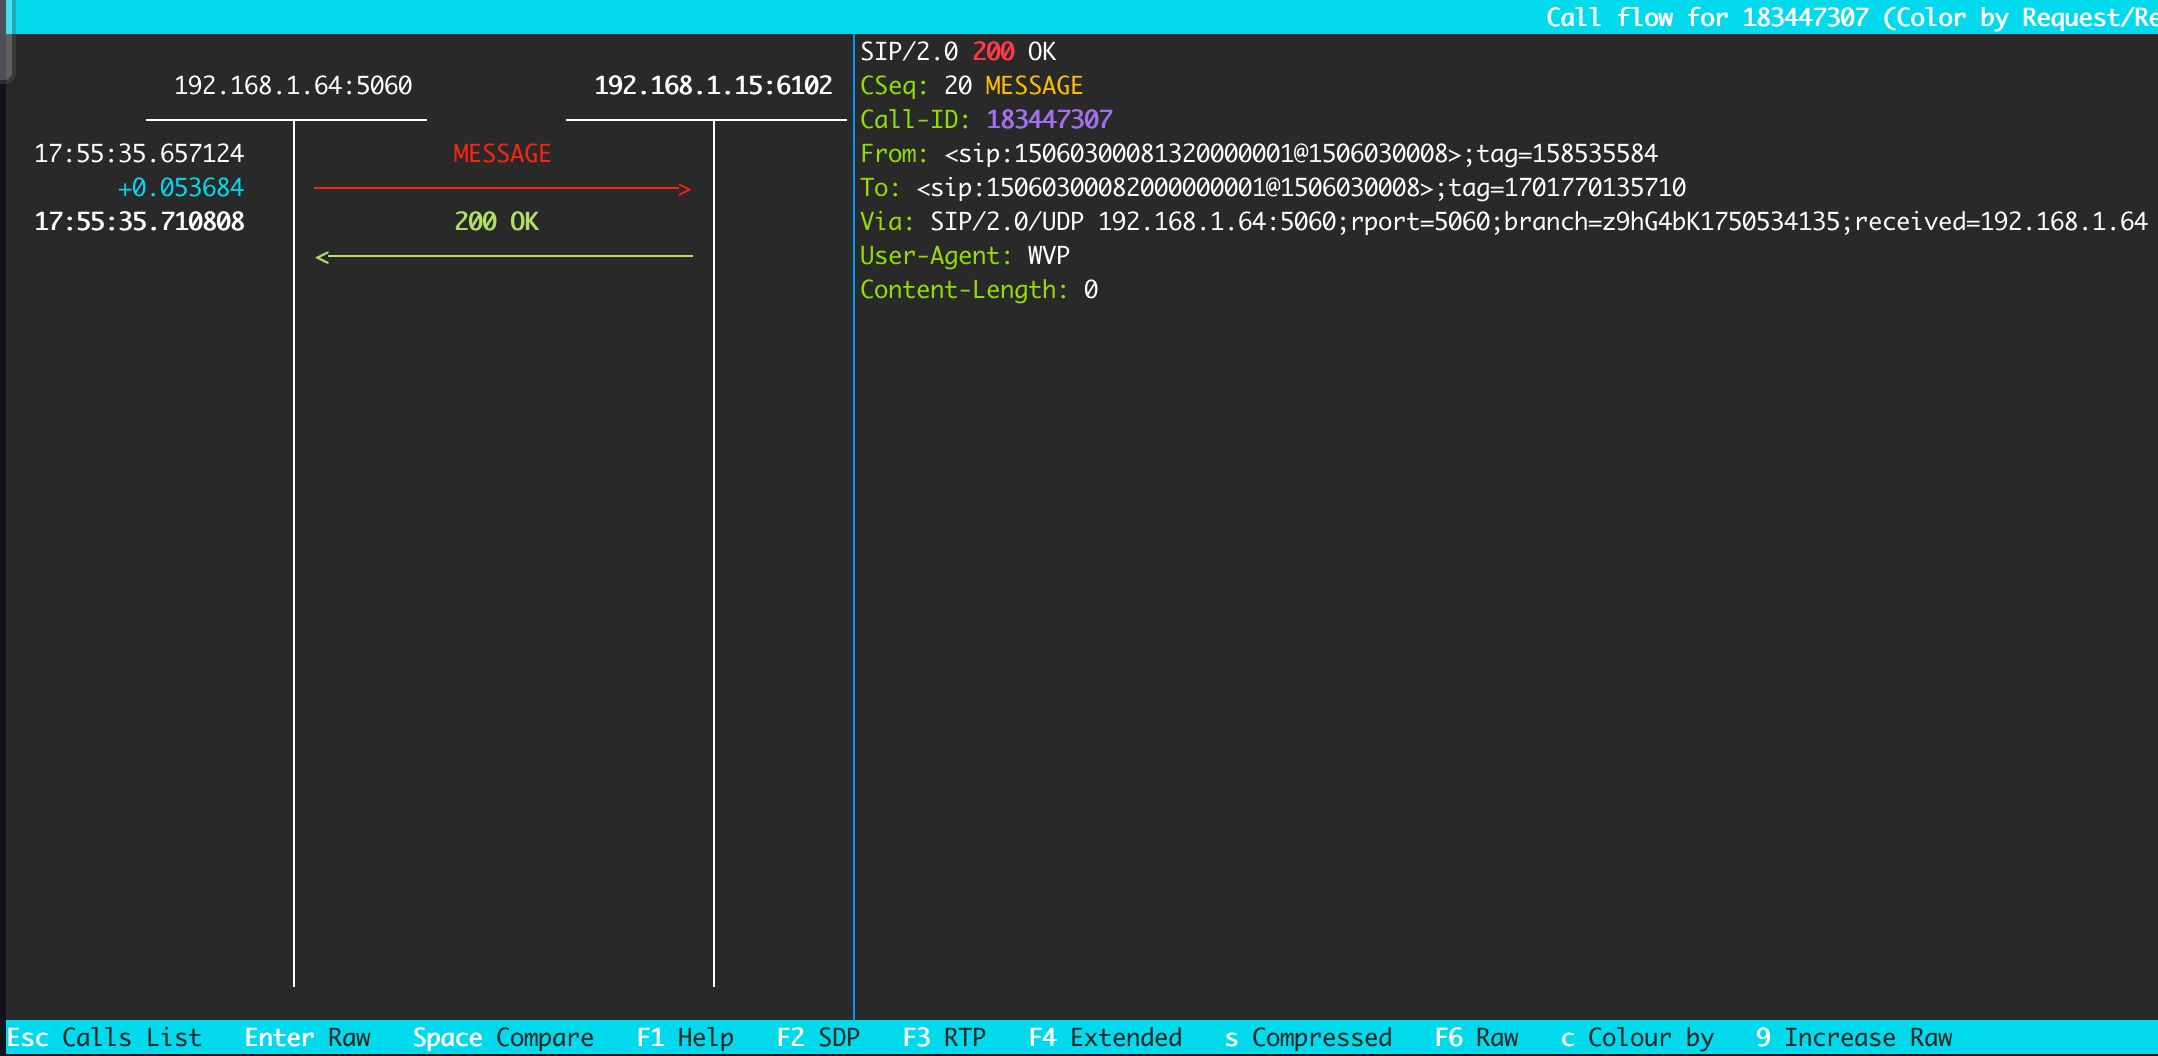 Call flow for 183447307 (Color by Request/Re
192.168.1.64:5060 192.168.1.15:6102
17:55:35.657124 MESSAGE
+0.053684
17:55:35.710808 200 OK
SIP/2.0 200 OK
CSeq: 20 MESSAGE
Call-ID: 183447307
From: <sip:15060300081320000001@1506030008>;tag=158535584
To: <sip:15060300082000000001@1506030008>;tag=1701770135710
Via: SIP/2.0/UDP 192.168.1.64:5060;rport=5060;branch=z9hG4bK1750534135;received=192.168.1.64
User-Agent: WVP
Content-Length: 0
Esc Calls List Enter Raw Space Compare F1 Help F2 SDP F3 RTP F4 Extended s Compressed F6 Raw c Colour by 9 Increase Raw